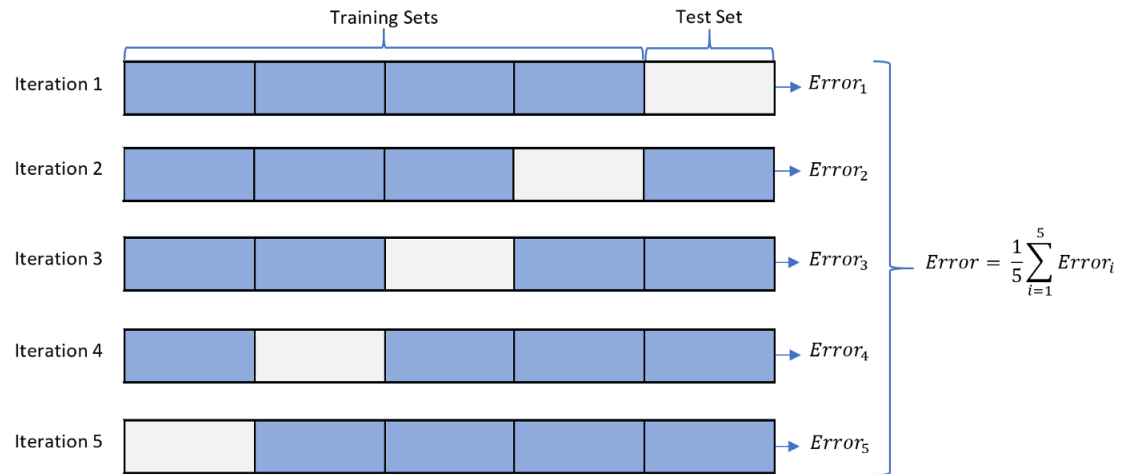 Training Sets
Test Set
Iteration 1
Error₁
Iteration 2
Error₂
Iteration 3
Error₃
Iteration 4
Error₄
Iteration 5
Error₅
Error = 1/5 ∑_{i=1}^{5} Errorᵢ